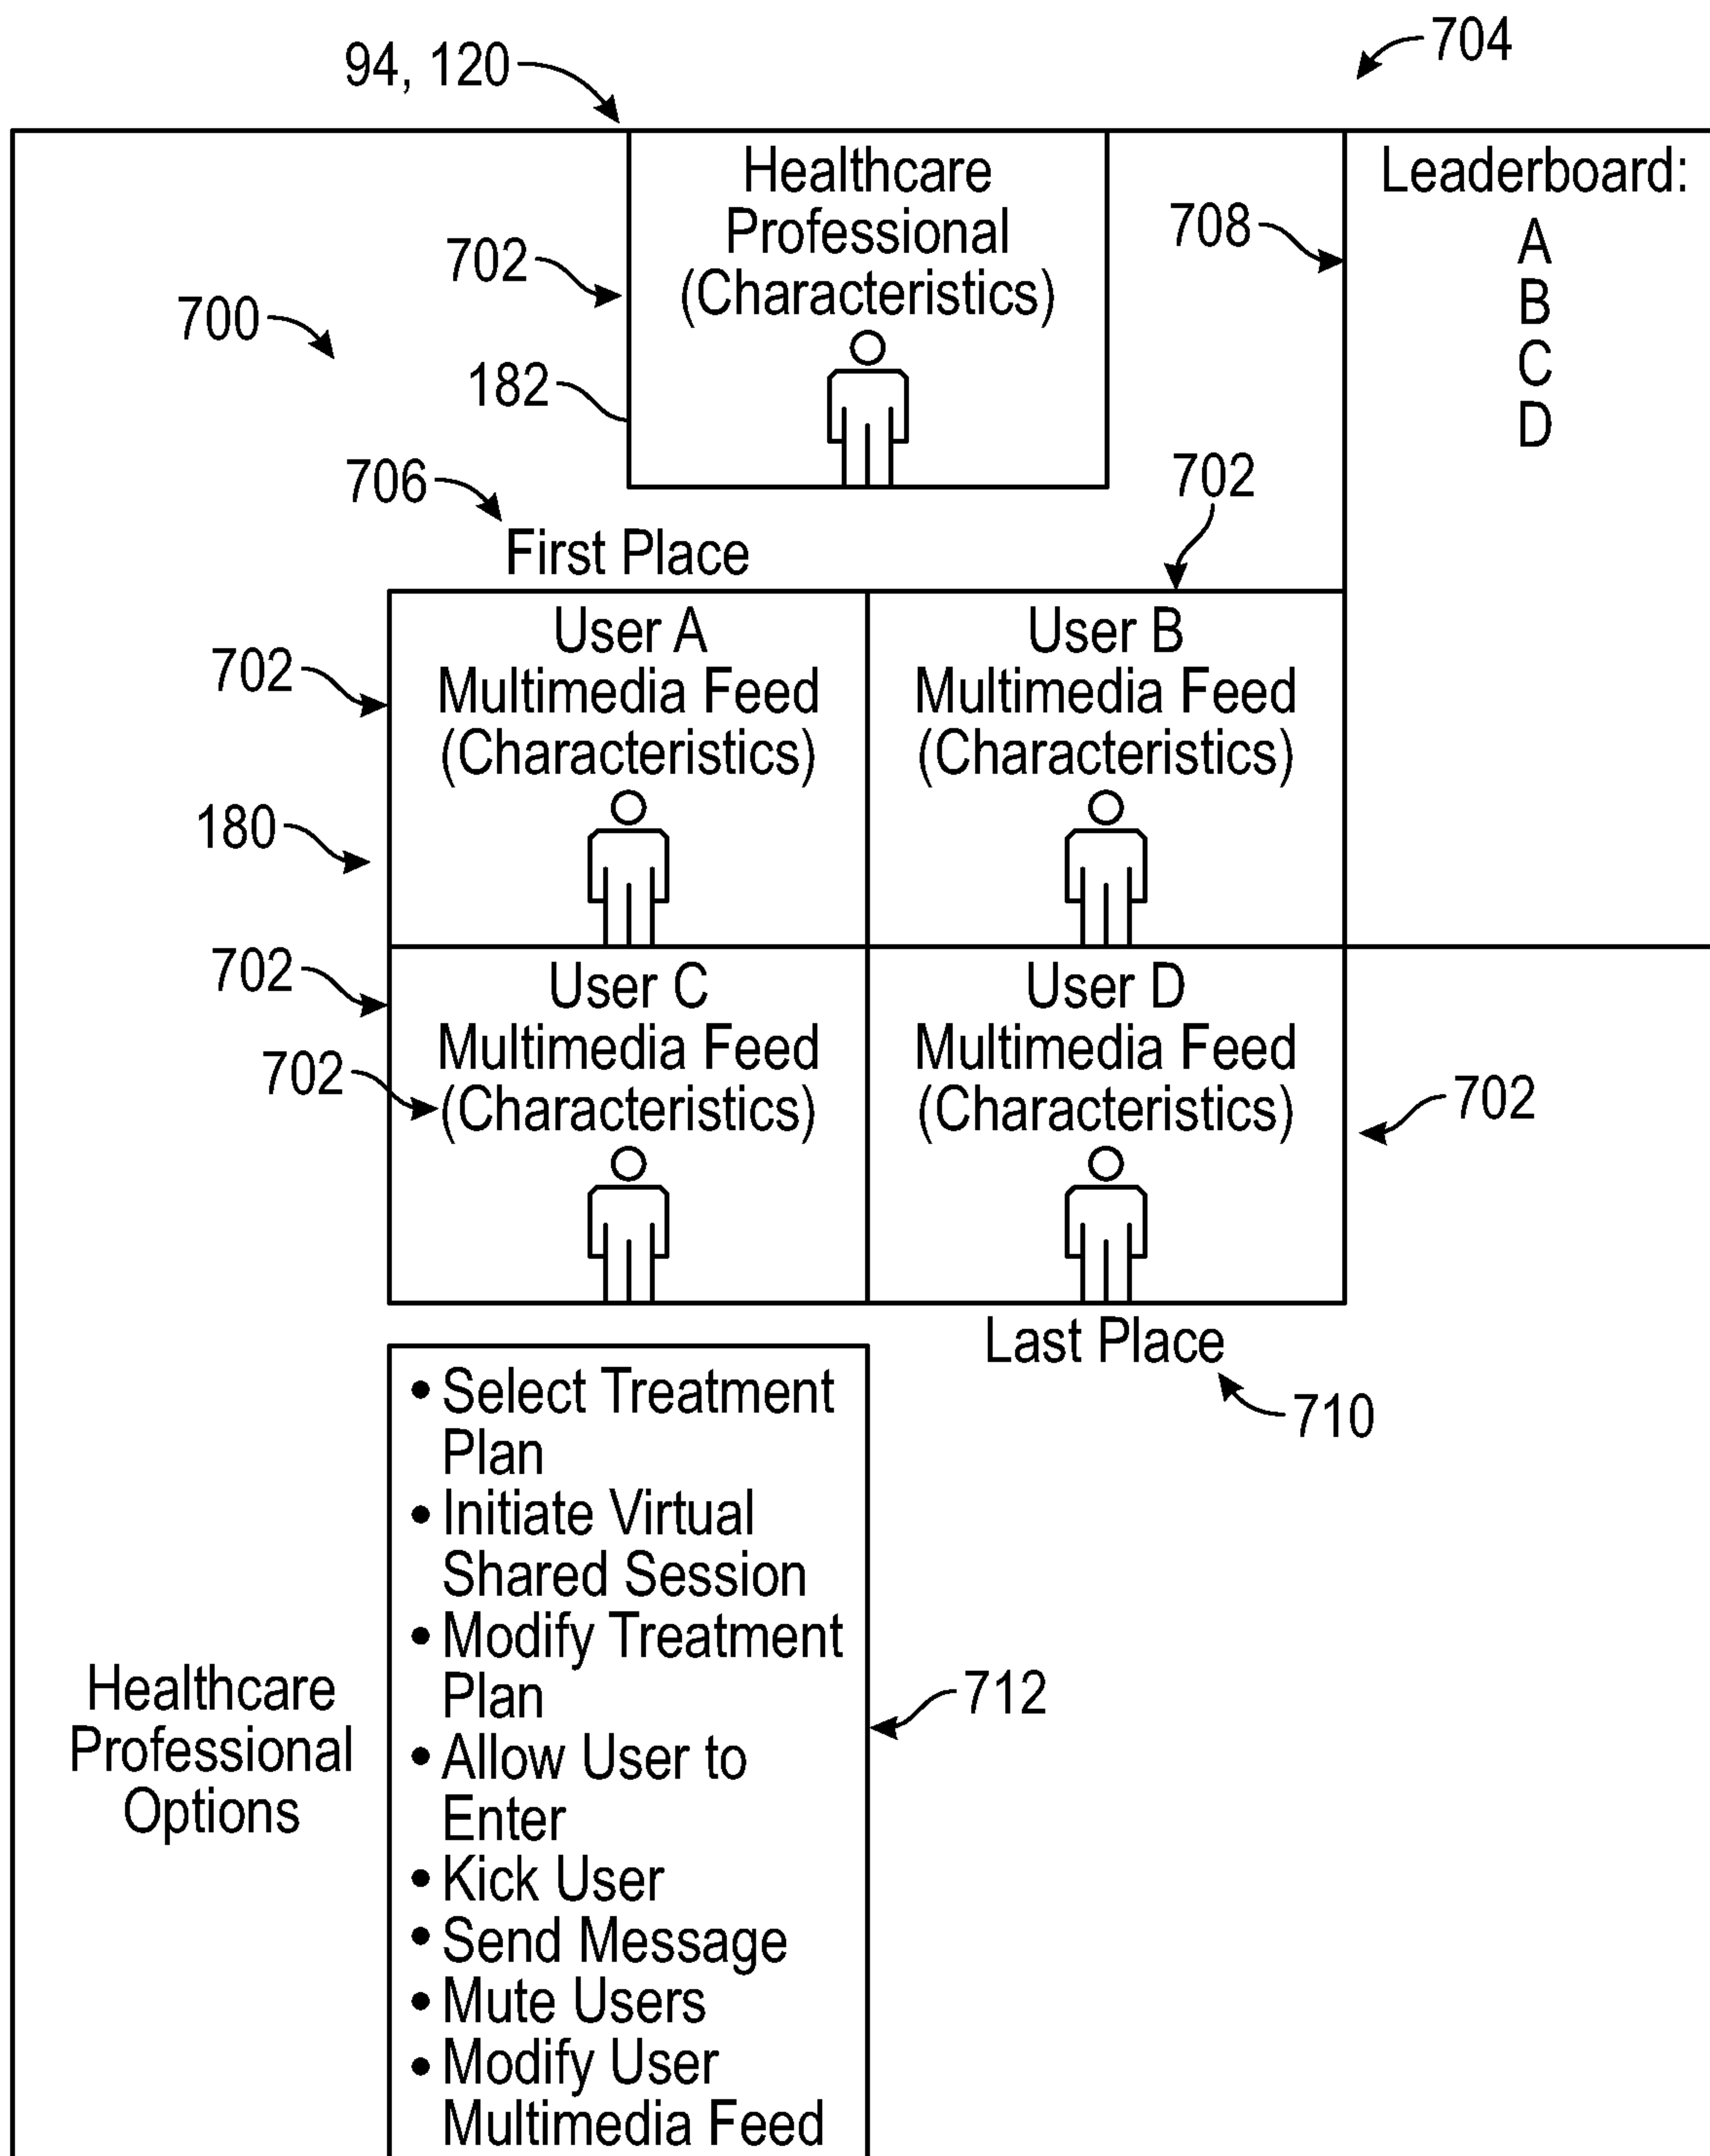 704
94, 120
Healthcare
Professional
(Characteristics)
Leaderboard:
A
B
C
D
708
702
700
182
706
First Place
702
User A
Multimedia Feed
(Characteristics)
User B
Multimedia Feed
(Characteristics)
702
180
702
User C
Multimedia Feed
(Characteristics)
User D
Multimedia Feed
(Characteristics)
702
702
Last Place
710
• Select Treatment
Plan
• Initiate Virtual
Shared Session
• Modify Treatment
Plan
• Allow User to
Enter
• Kick User
• Send Message
• Mute Users
• Modify User
Multimedia Feed
712
Healthcare
Professional
Options